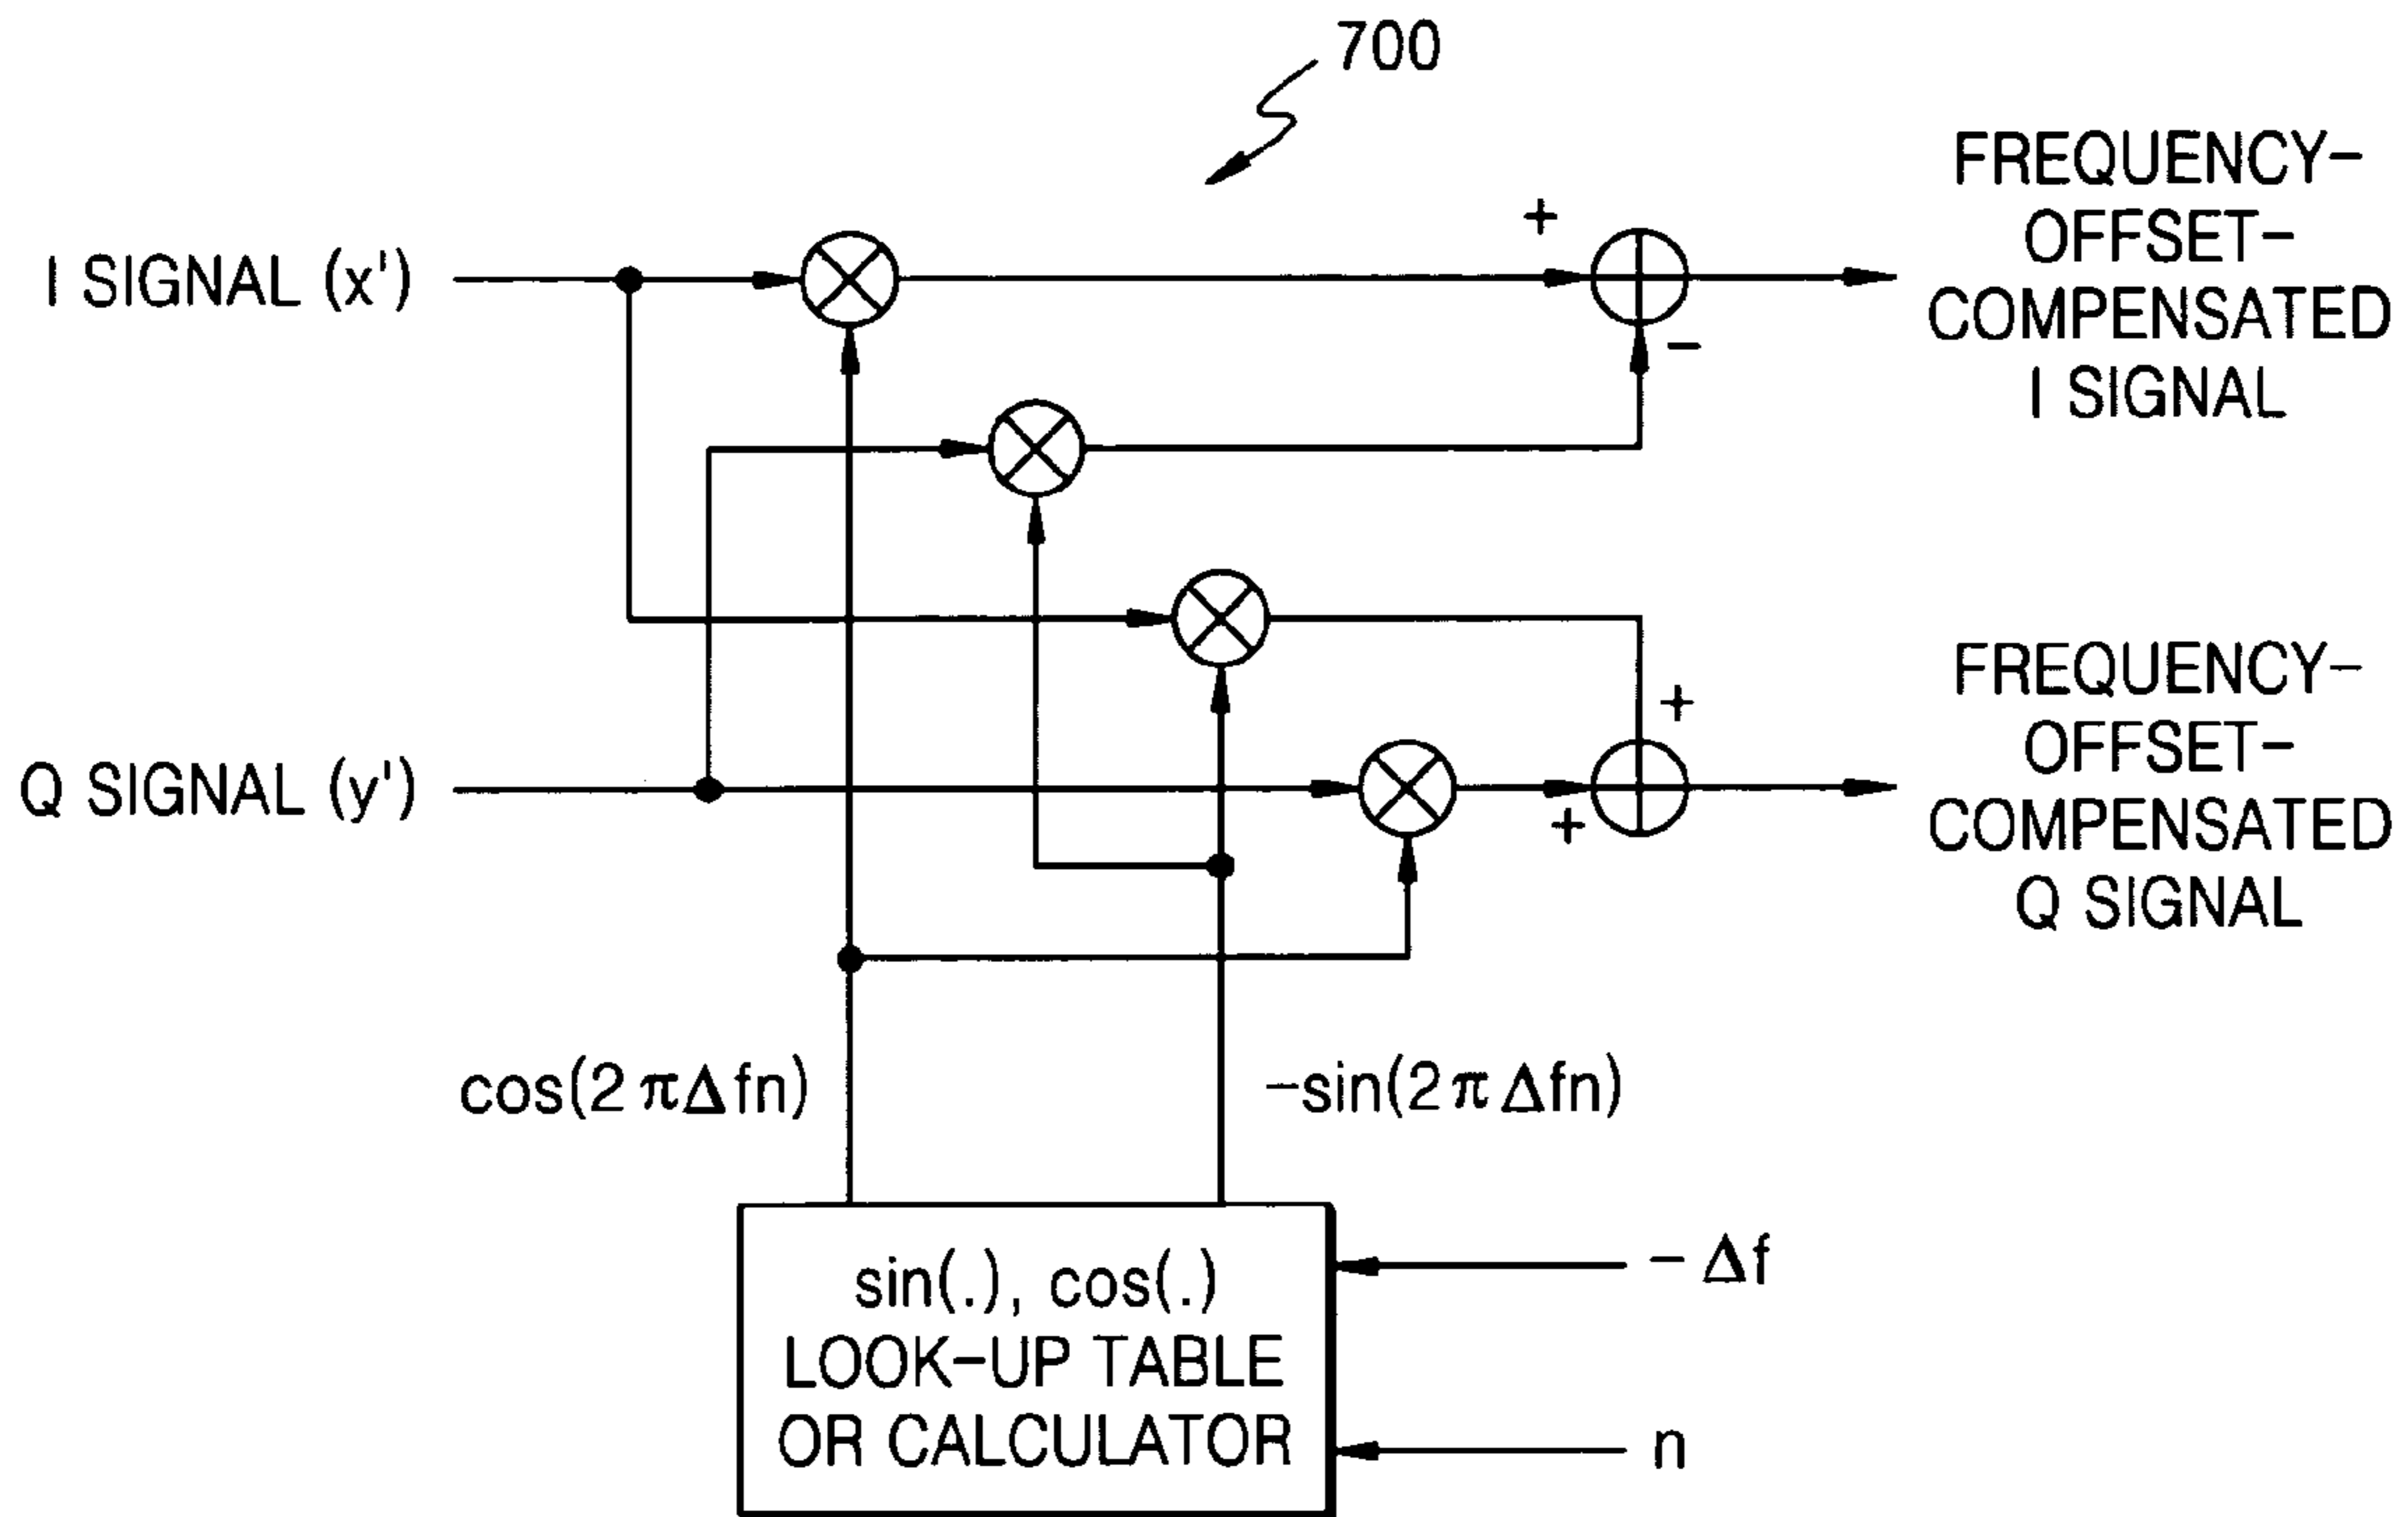 700
I SIGNAL (x')
+
−
FREQUENCY−
OFFSET−
COMPENSATED
I SIGNAL
Q SIGNAL (y')
+
+
FREQUENCY−
OFFSET−
COMPENSATED
Q SIGNAL
cos(2πΔfn)
−sin(2πΔfn)
sin(.), cos(.)
LOOK−UP TABLE
OR CALCULATOR
− Δf
n